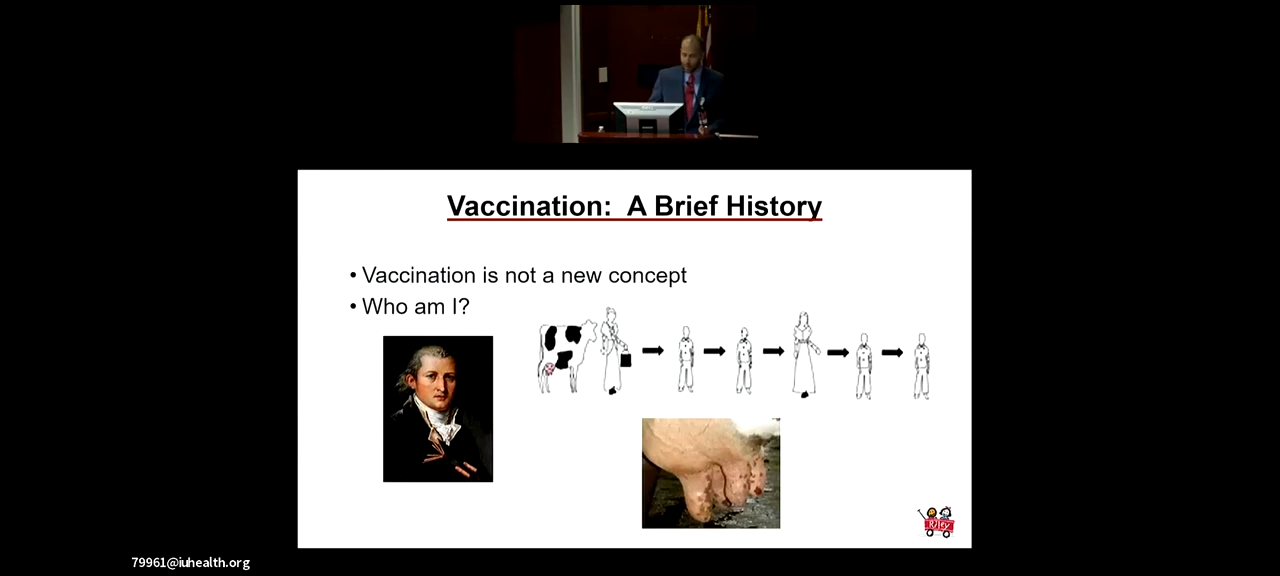 Vaccination: A Brief History
• Vaccination is not a new concept
• Who am I?
Riley
79961@iuhealth.org